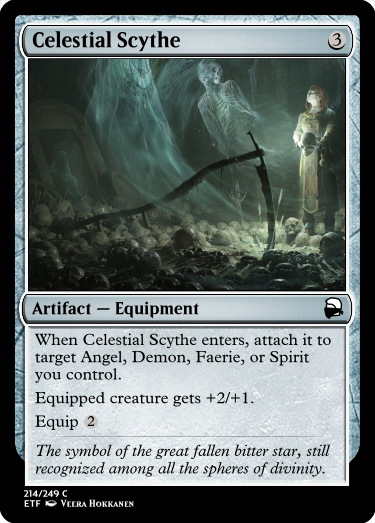 Celestial Scythe 3
Artifact — Equipment
When Celestial Scythe enters, attach it to
target Angel, Demon, Faerie, or Spirit
you control.
Equipped creature gets +2/+1.
Equip 2
The symbol of the great fallen bitter star, still
recognized among all the spheres of divinity.
214/249 C
ETF Veera Hokkanen